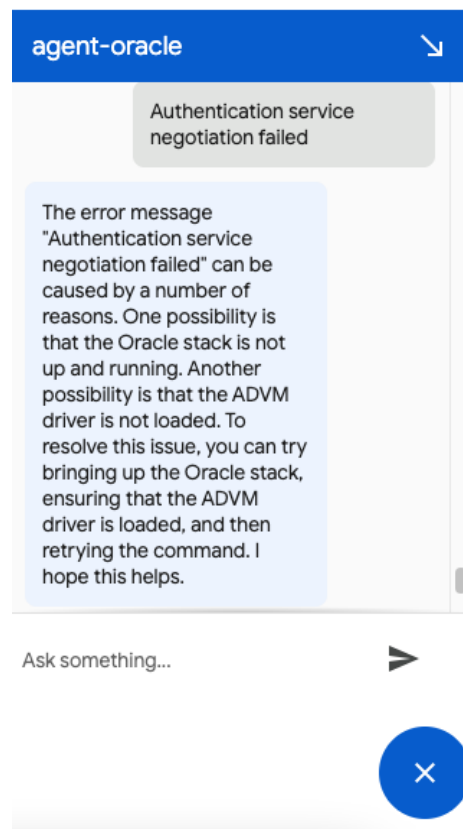 agent-oracle
Authentication service
negotiation failed
The error message
"Authentication service
negotiation failed" can be
caused by a number of
reasons. One possibility is
that the Oracle stack is not
up and running. Another
possibility is that the ADVM
driver is not loaded. To
resolve this issue, you can try
bringing up the Oracle stack,
ensuring that the ADVM
driver is loaded, and then
retrying the command. I
hope this helps.
Ask something...